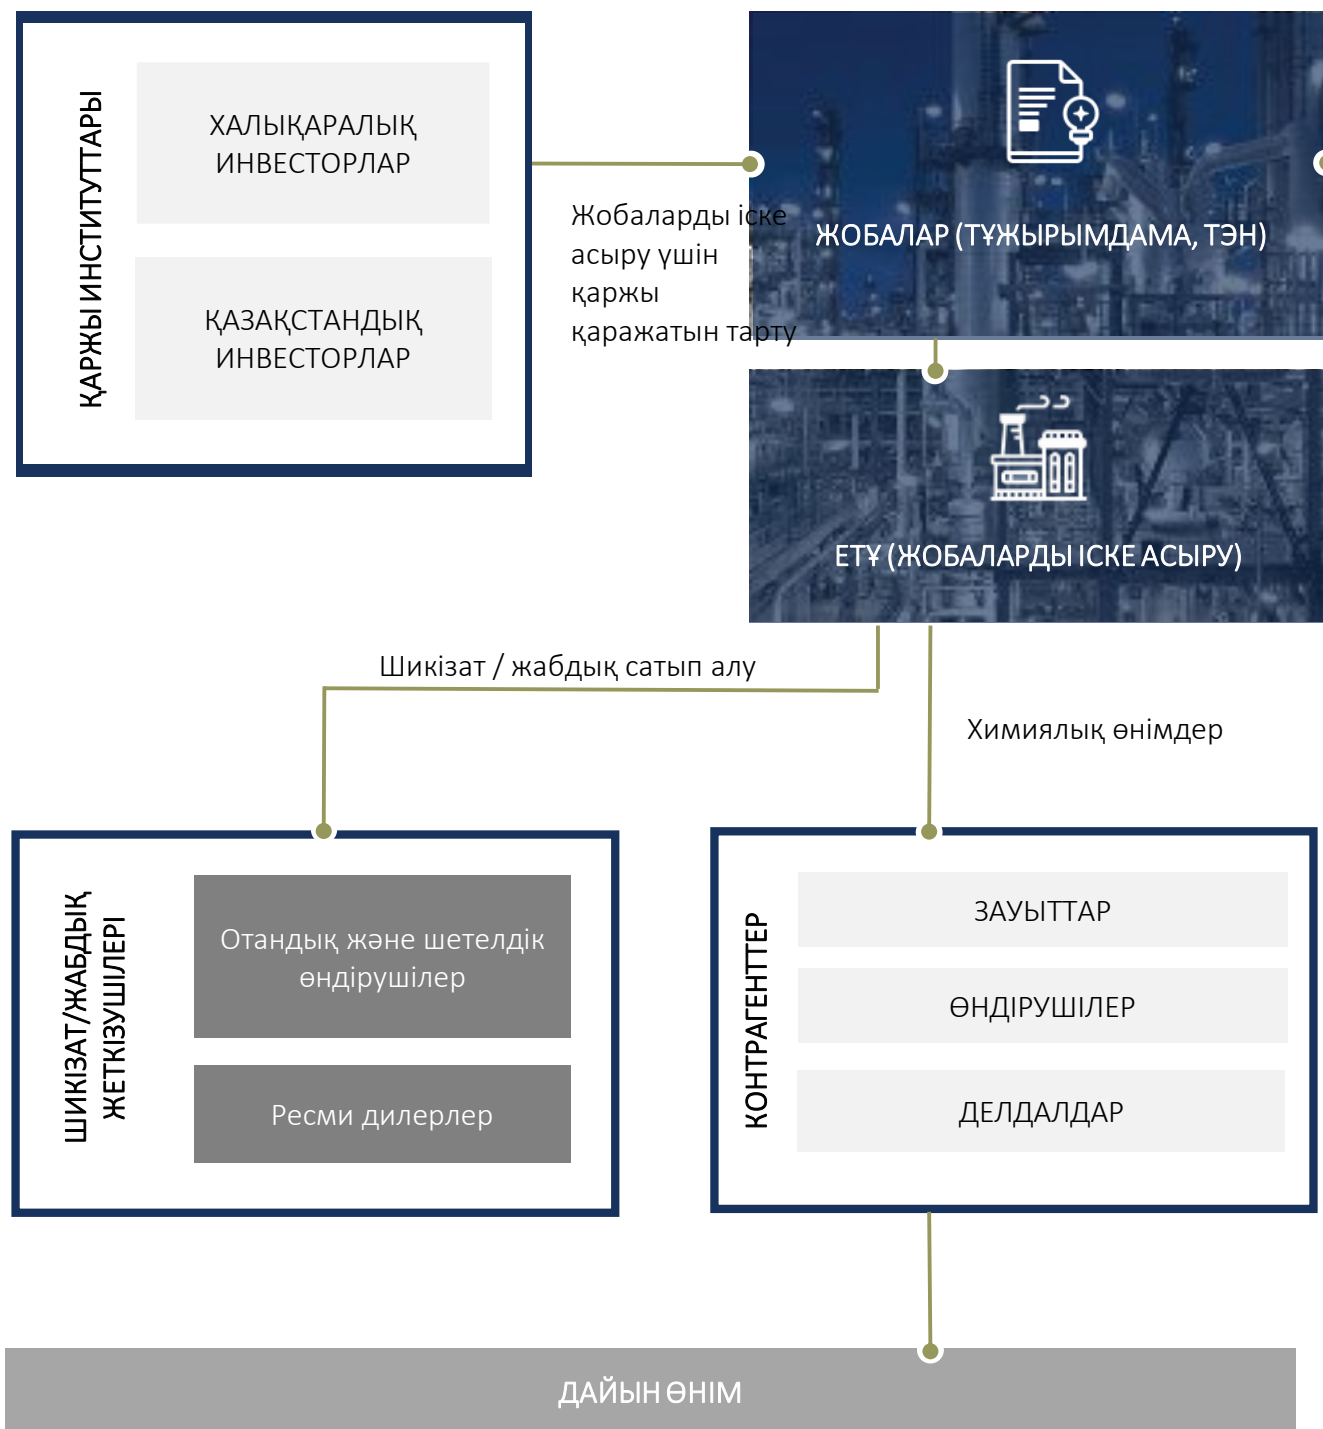 ҚАРЖЫ ИНСТИТУТТАРЫ
ХАЛЫҚАРАЛЫҚ
ИНВЕСТОРЛАР
ҚАЗАҚСТАНДЫҚ
ИНВЕСТОРЛАР
Жобаларды іске
асыру үшін
қаржы
қаражатын тарту
ЖОБАЛАР (ТҰЖЫРЫМДАМА, ТЭН)
ЕТҰ (ЖОБАЛАРДЫ ІСКЕ АСЫРУ)
Шикізат / жабдық сатып алу
Химиялық өнімдер
ШИКІЗАТ/ЖАБДЫҚ
ЖЕТКІЗУШІЛЕРІ
Отандық және шетелдік
өндірушілер
Ресми дилерлер
КОНТРАГЕНТТЕР
ЗАУЫТТАР
ӨНДІРУШІЛЕР
ДЕЛДАЛДАР
ДАЙЫН ӨНІМ